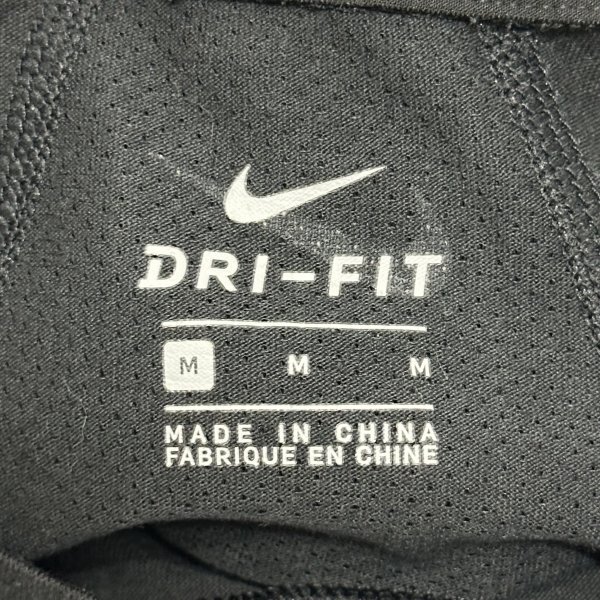 DRI-FIT
M M M
MADE IN CHINA
FABRIQUE EN CHINE